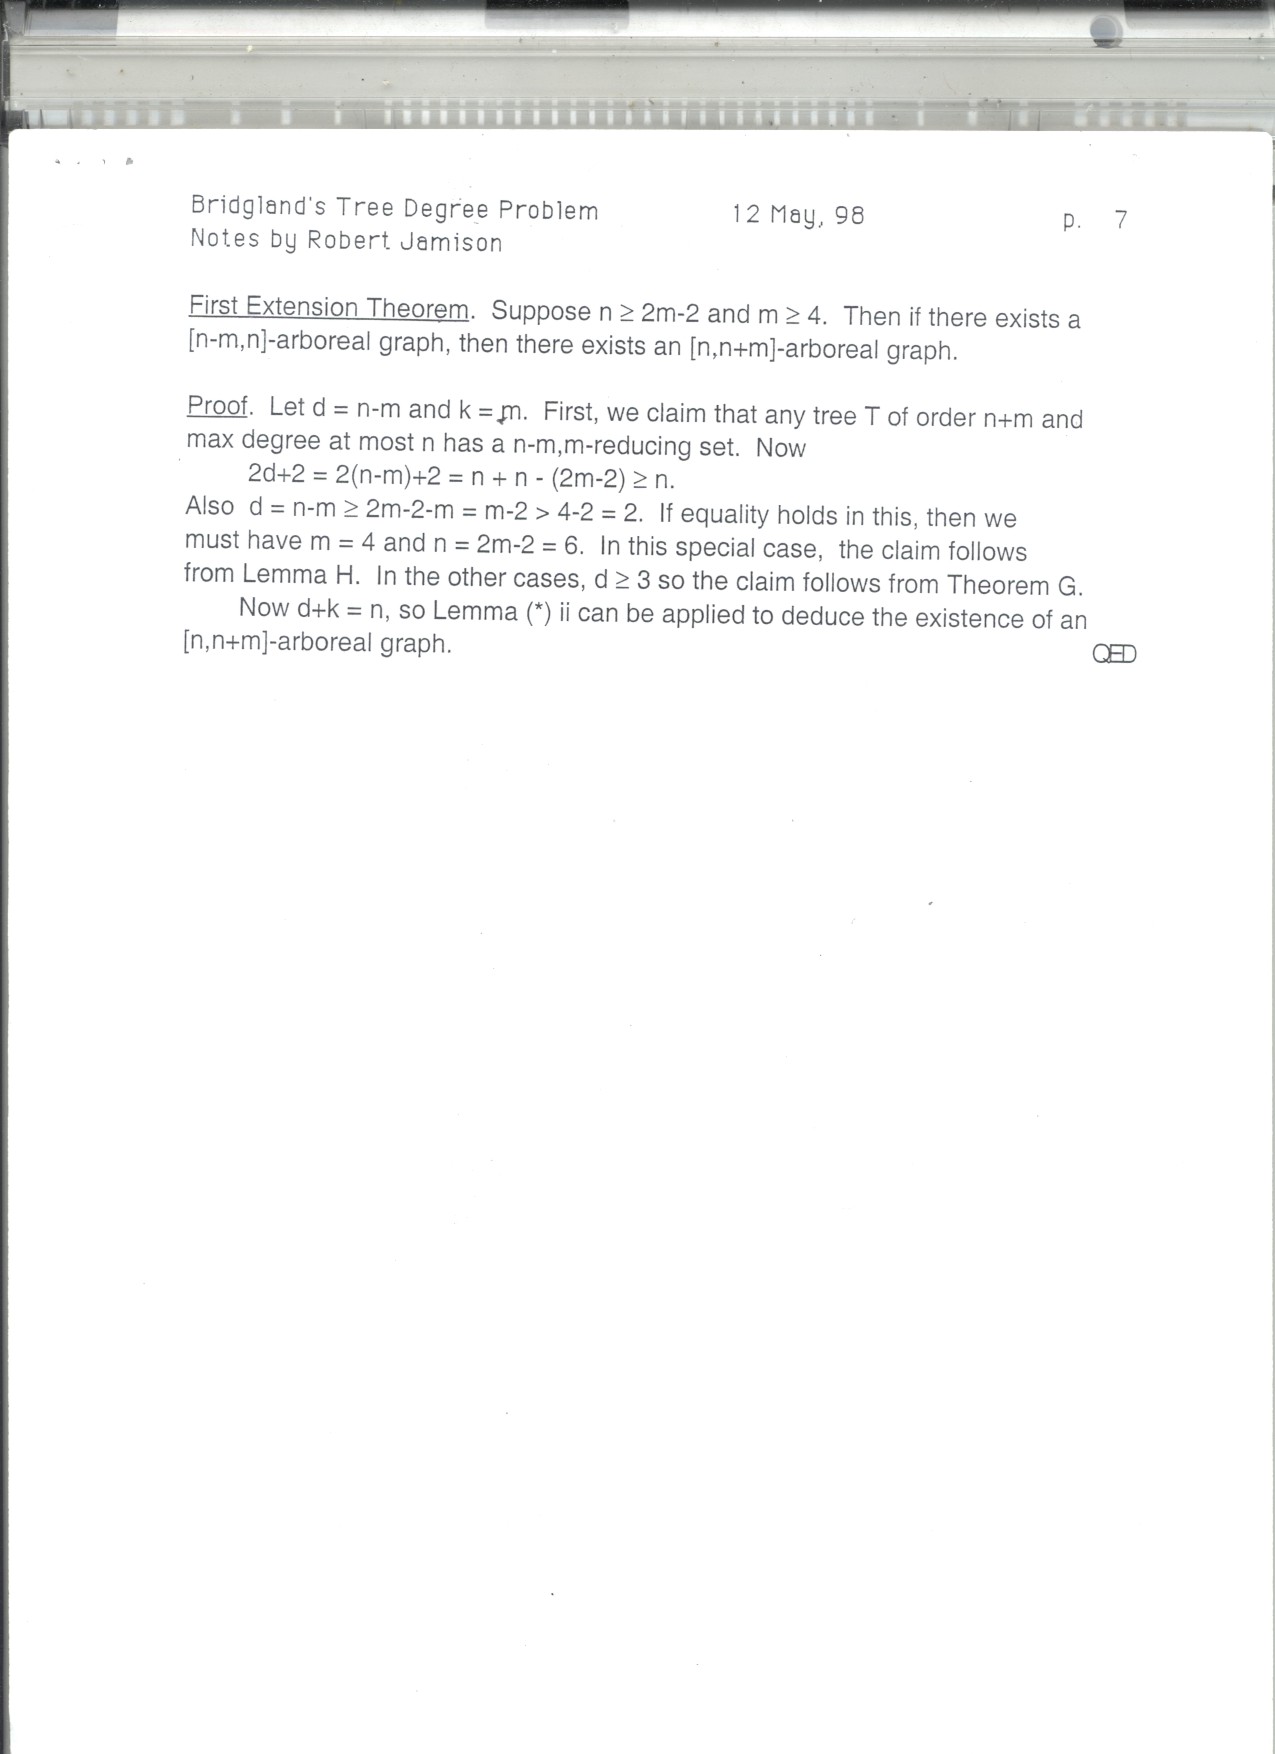 Bridgland's Tree Degree Problem 12 May, 98 p. 7
Notes by Robert Jamison
First Extension Theorem. Suppose n ≥ 2m-2 and m ≥ 4. Then if there exists a
[n-m,n]-arboreal graph, then there exists an [n,n+m]-arboreal graph.
Proof. Let d = n-m and k = m. First, we claim that any tree T of order n+m and
max degree at most n has a n-m,m-reducing set. Now
2d+2 = 2(n-m)+2 = n + n - (2m-2) ≥ n.
Also d = n-m ≥ 2m-2-m = m-2 > 4-2 = 2. If equality holds in this, then we
must have m = 4 and n = 2m-2 = 6. In this special case, the claim follows
from Lemma H. In the other cases, d ≥ 3 so the claim follows from Theorem G.
Now d+k = n, so Lemma (*) ii can be applied to deduce the existence of an
[n,n+m]-arboreal graph.
QED